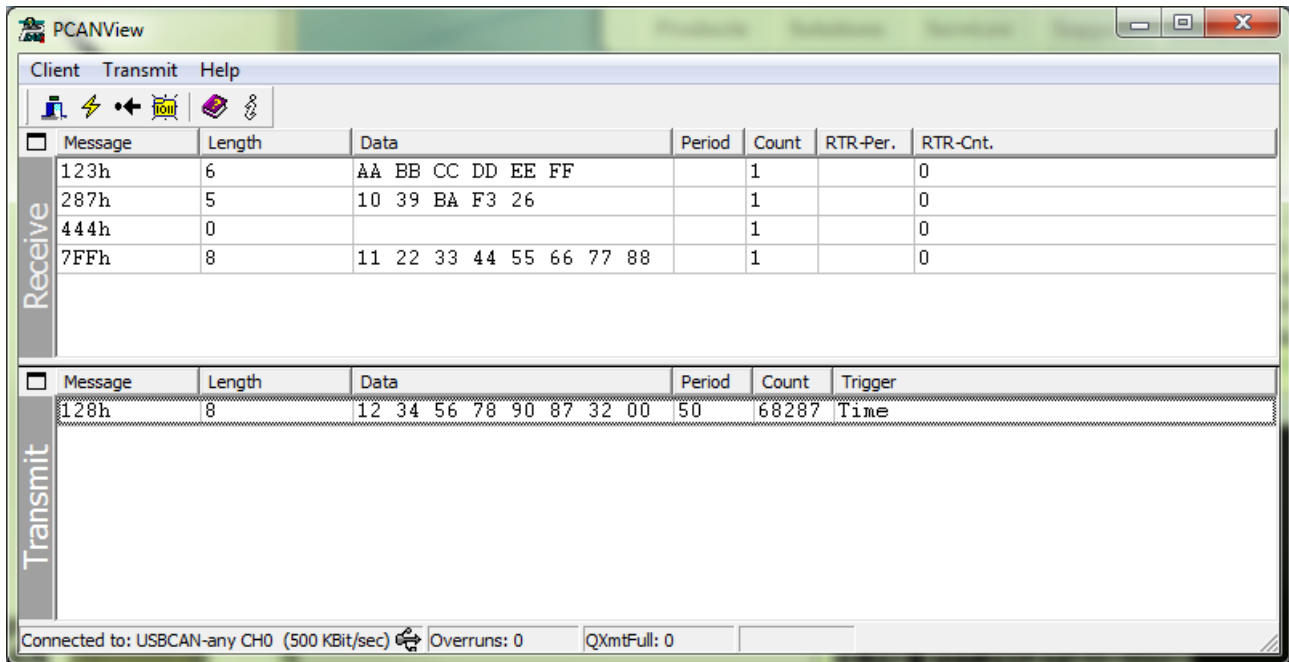 PCANView
Client Transmit Help
Message Length Data Period Count RTR-Per. RTR-Cnt.
123h 6 AA BB CC DD EE FF 1 0
287h 5 10 39 BA F3 26 1 0
444h 0 1 0
7FFh 8 11 22 33 44 55 66 77 88 1 0
Receive
Message Length Data Period Count Trigger
128h 8 12 34 56 78 90 87 32 00 50 68287 Time
Transmit
Connected to: USBCAN-any CH0 (500 KBit/sec) Overruns: 0 QXmtFull: 0